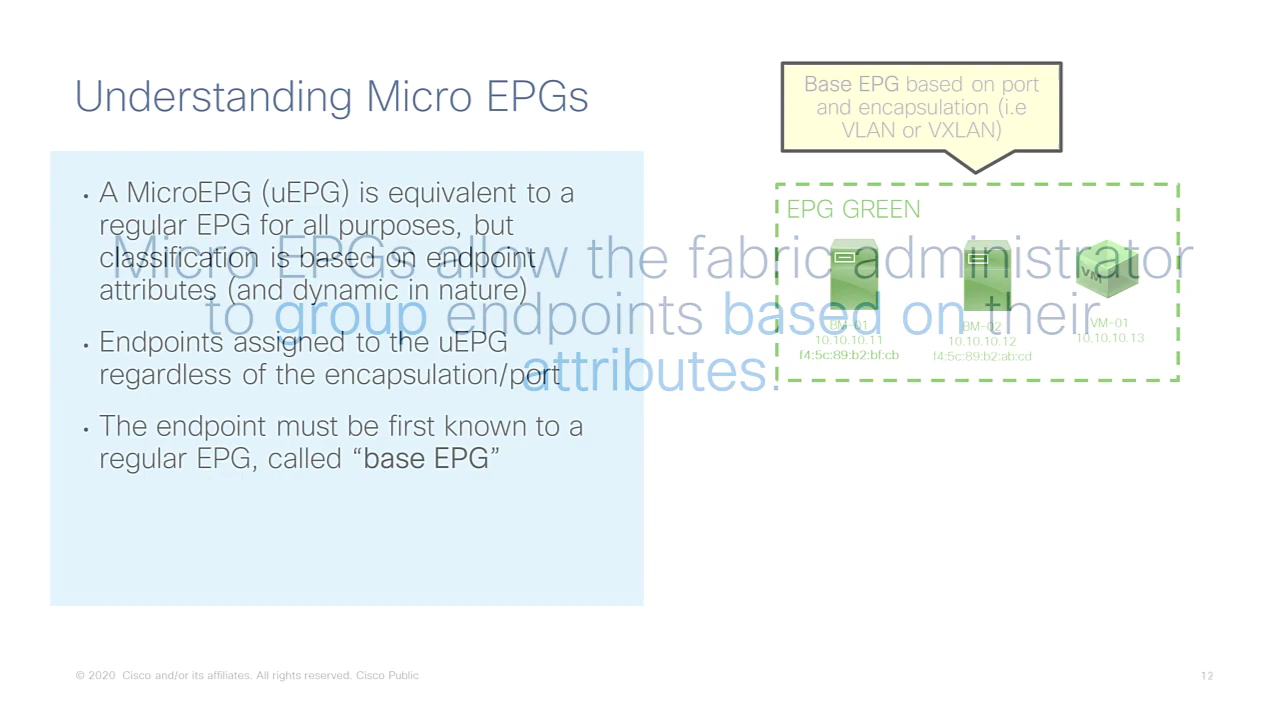 Understanding Micro EPGs
Base EPG based on port
and encapsulation (i.e
VLAN or VXLAN)
• A MicroEPG (uEPG) is equivalent to a
regular EPG for all purposes, but
classification is based on endpoint
attributes (and dynamic in nature)
• Endpoints assigned to the uEPG
regardless of the encapsulation/port
• The endpoint must be first known to a
regular EPG, called “base EPG”
Micro EPGs allow the fabric administrator
to group endpoints based on their
attributes.
EPG GREEN
VM
BM-01
10.10.10.11
f4:5c:89:b2:bf:cb
BM-02
10.10.10.12
f4:5c:89:b2:ab:cd
VM-01
10.10.10.13
© 2020 Cisco and/or its affiliates. All rights reserved. Cisco Public
12